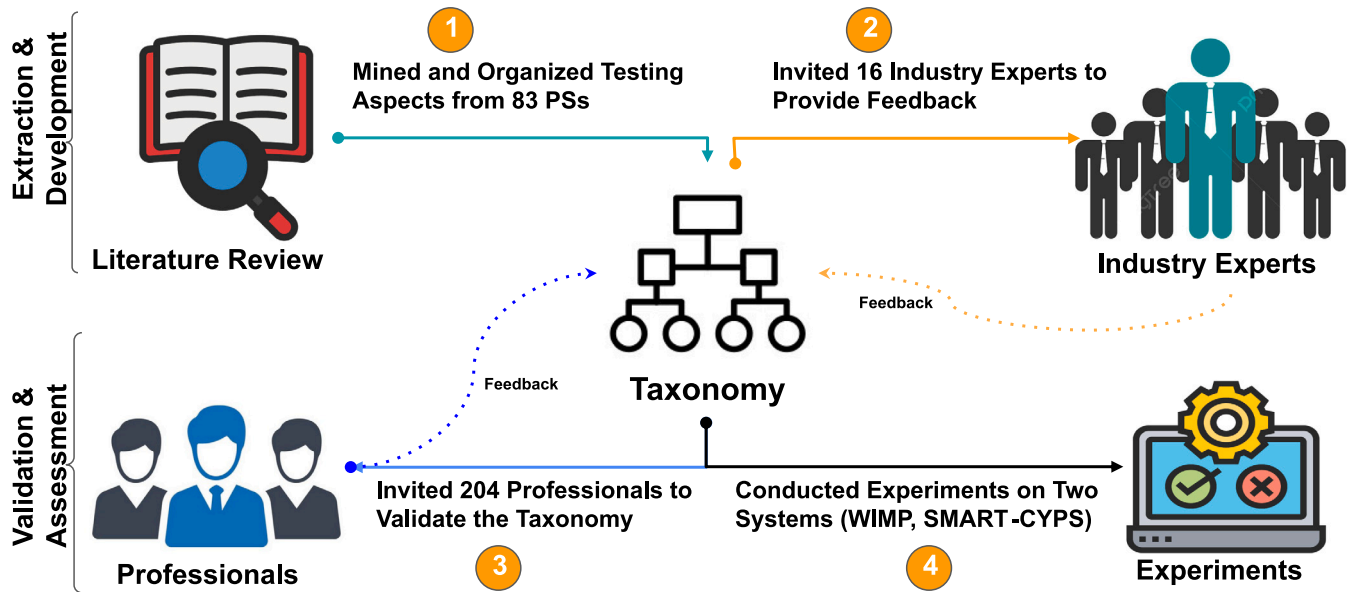 Extraction &
Development
1
Mined and Organized Testing
Aspects from 83 PSs
2
Invited 16 Industry Experts to
Provide Feedback
Literature Review
Industry Experts
Feedback
Feedback
Taxonomy
Validation &
Assessment
Invited 204 Professionals to
Validate the Taxonomy
3
Conducted Experiments on Two
Systems (WIMP, SMART-CYPS)
4
Professionals
Experiments